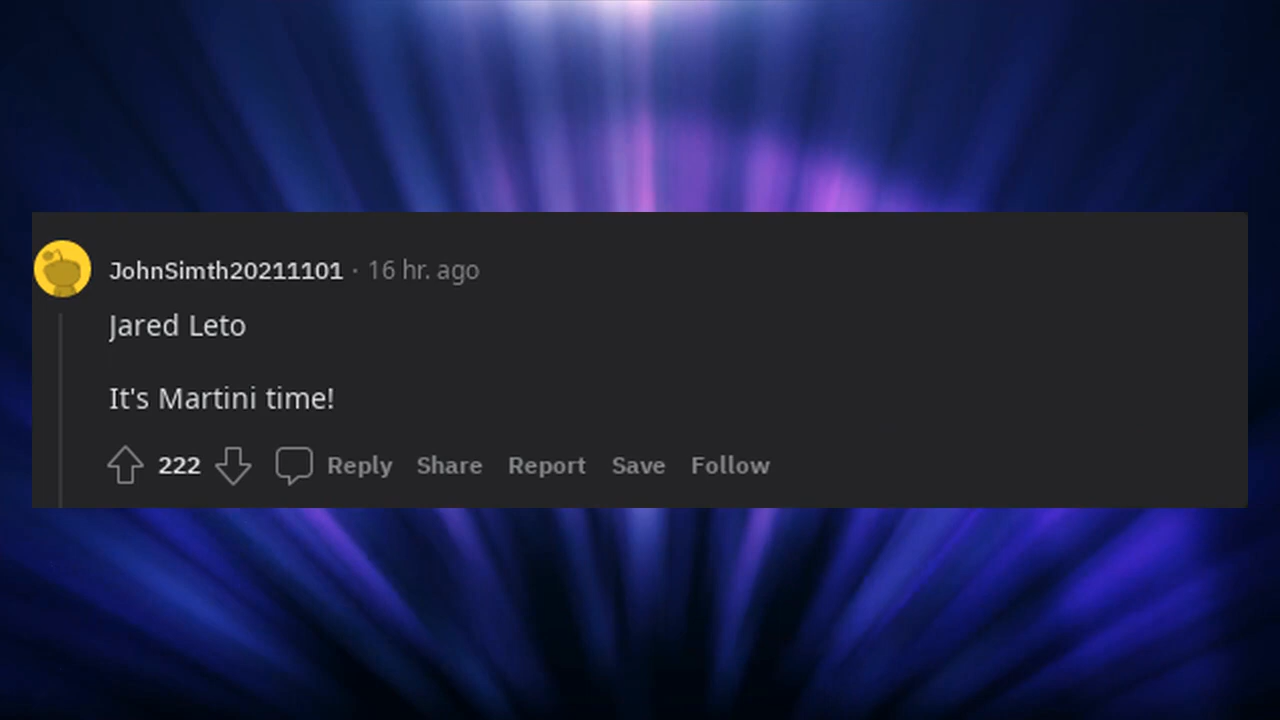 JohnSimth20211101 · 16 hr. ago
Jared Leto
It's Martini time!
222 Reply Share Report Save Follow